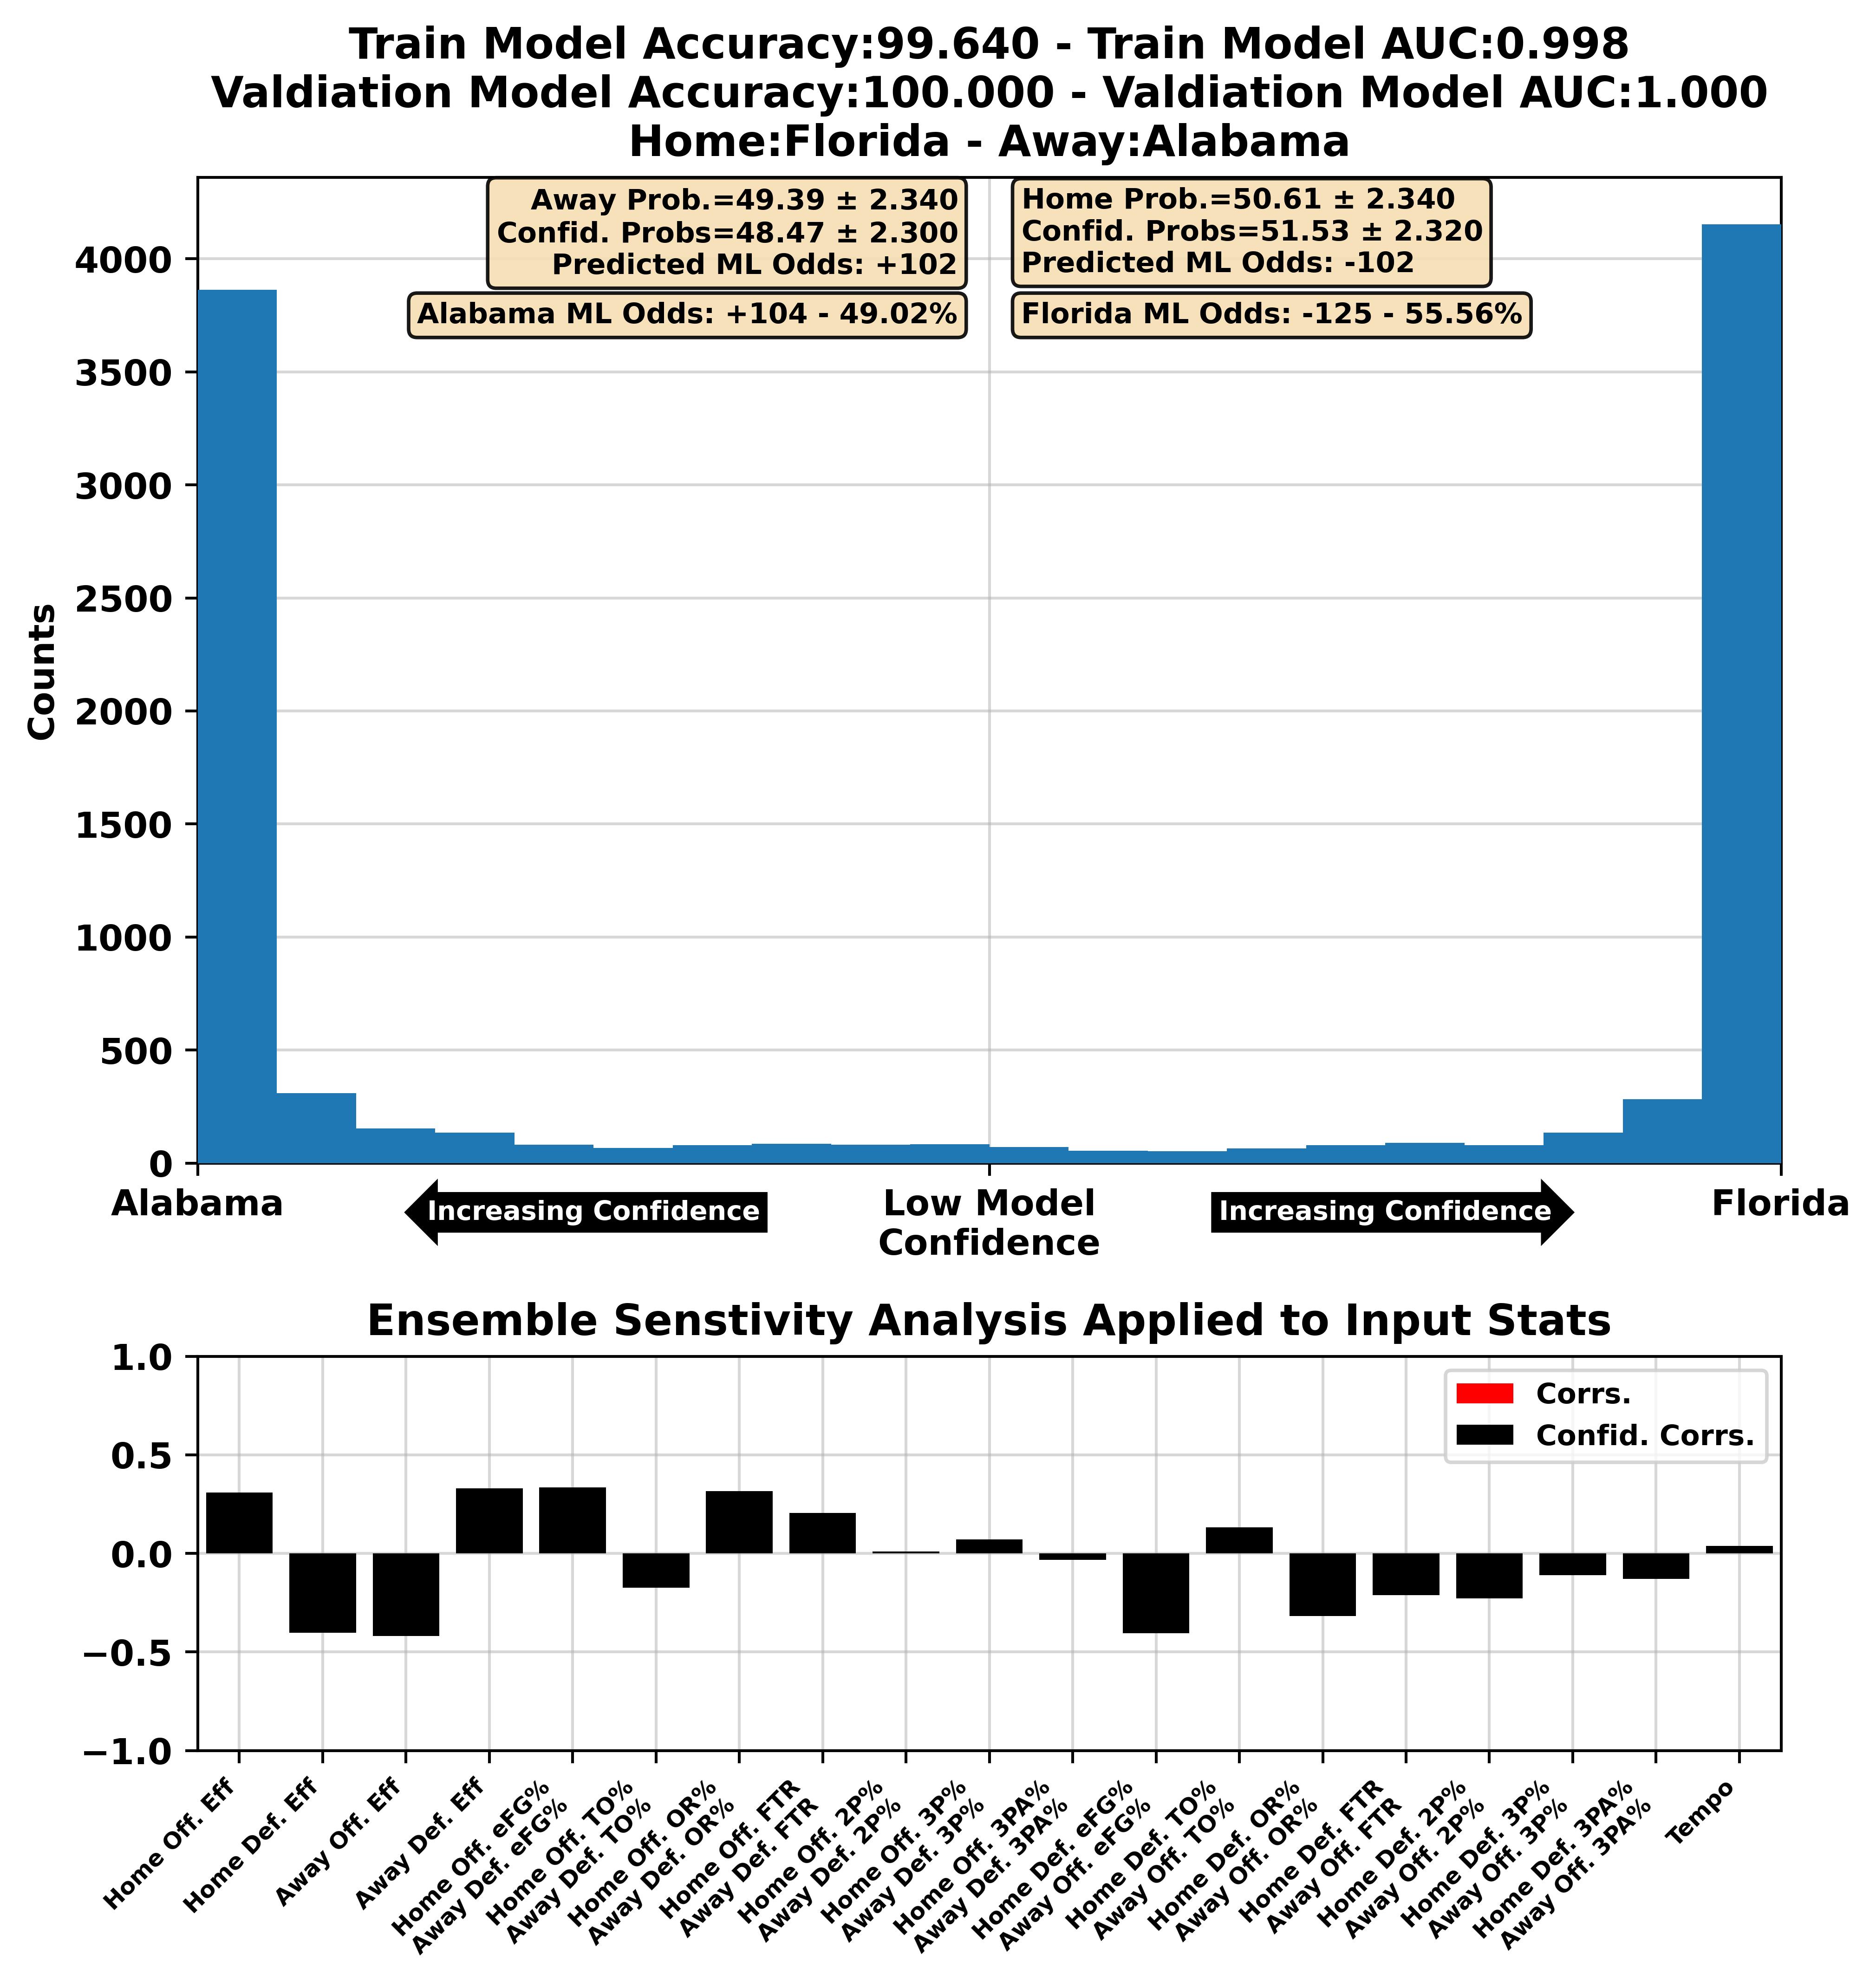 Train Model Accuracy:99.640 - Train Model AUC:0.998
Valdiation Model Accuracy:100.000 - Valdiation Model AUC:1.000
Home:Florida - Away:Alabama
Away Prob.=49.39 ± 2.340
Confid. Probs=48.47 ± 2.300
Predicted ML Odds: +102
Home Prob.=50.61 ± 2.340
Confid. Probs=51.53 ± 2.320
Predicted ML Odds: -102
Alabama ML Odds: +104 - 49.02%
Florida ML Odds: -125 - 55.56%
Counts
4000
3500
3000
2500
2000
1500
1000
500
0
Alabama
Increasing Confidence
Low Model
Confidence
Increasing Confidence
Florida
Ensemble Senstivity Analysis Applied to Input Stats
1.0
0.5
0.0
−0.5
−1.0
Corrs.
Confid. Corrs.
Home Off. Eff
Home Def. Eff
Away Off. Eff
Away Def. Eff
Home Off. eFG%
Away Def. eFG%
Home Off. TO%
Away Def. TO%
Home Off. OR%
Away Def. OR%
Home Off. FTR
Away Def. FTR
Home Off. 2P%
Away Def. 2P%
Home Off. 3P%
Away Def. 3P%
Home Off. 3PA%
Away Def. 3PA%
Home Def. eFG%
Away Off. eFG%
Home Def. TO%
Away Off. TO%
Home Def. OR%
Away Off. OR%
Home Def. FTR
Away Off. FTR
Home Def. 2P%
Away Off. 2P%
Home Def. 3P%
Away Off. 3P%
Home Def. 3PA%
Away Off. 3PA%
Tempo